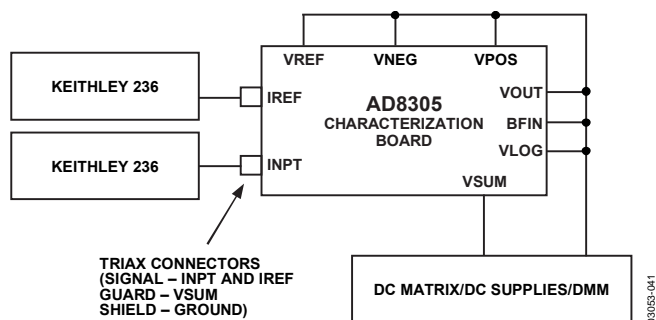 VREF VNEG VPOS
KEITHLEY 236
IREF
AD8305
CHARACTERIZATION
BOARD
VOUT
BFIN
VLOG
KEITHLEY 236
INPT
VSUM
TRIAX CONNECTORS
(SIGNAL – INPT AND IREF
GUARD – VSUM
SHIELD – GROUND)
DC MATRIX/DC SUPPLIES/DMM
03053-041